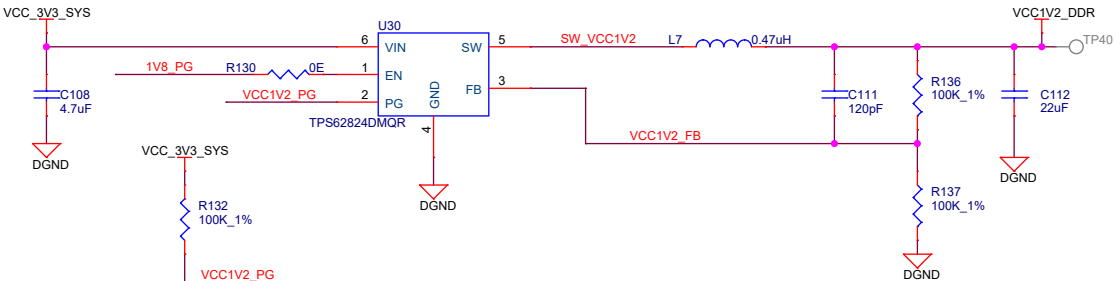 VCC_3V3_SYS
C108
4.7uF
DGND
1V8_PG
R130
0E
VCC1V2_PG
U30
6
VIN
1
EN
2
PG
GND
4
SW
5
FB
3
TPS62824DMQR
DGND
SW_VCC1V2
L7
0.47uH
VCC1V2_DDR
TP40
C111
120pF
R136
100K_1%
C112
22uF
DGND
VCC1V2_FB
R137
100K_1%
DGND
VCC_3V3_SYS
R132
100K_1%
VCC1V2_PG